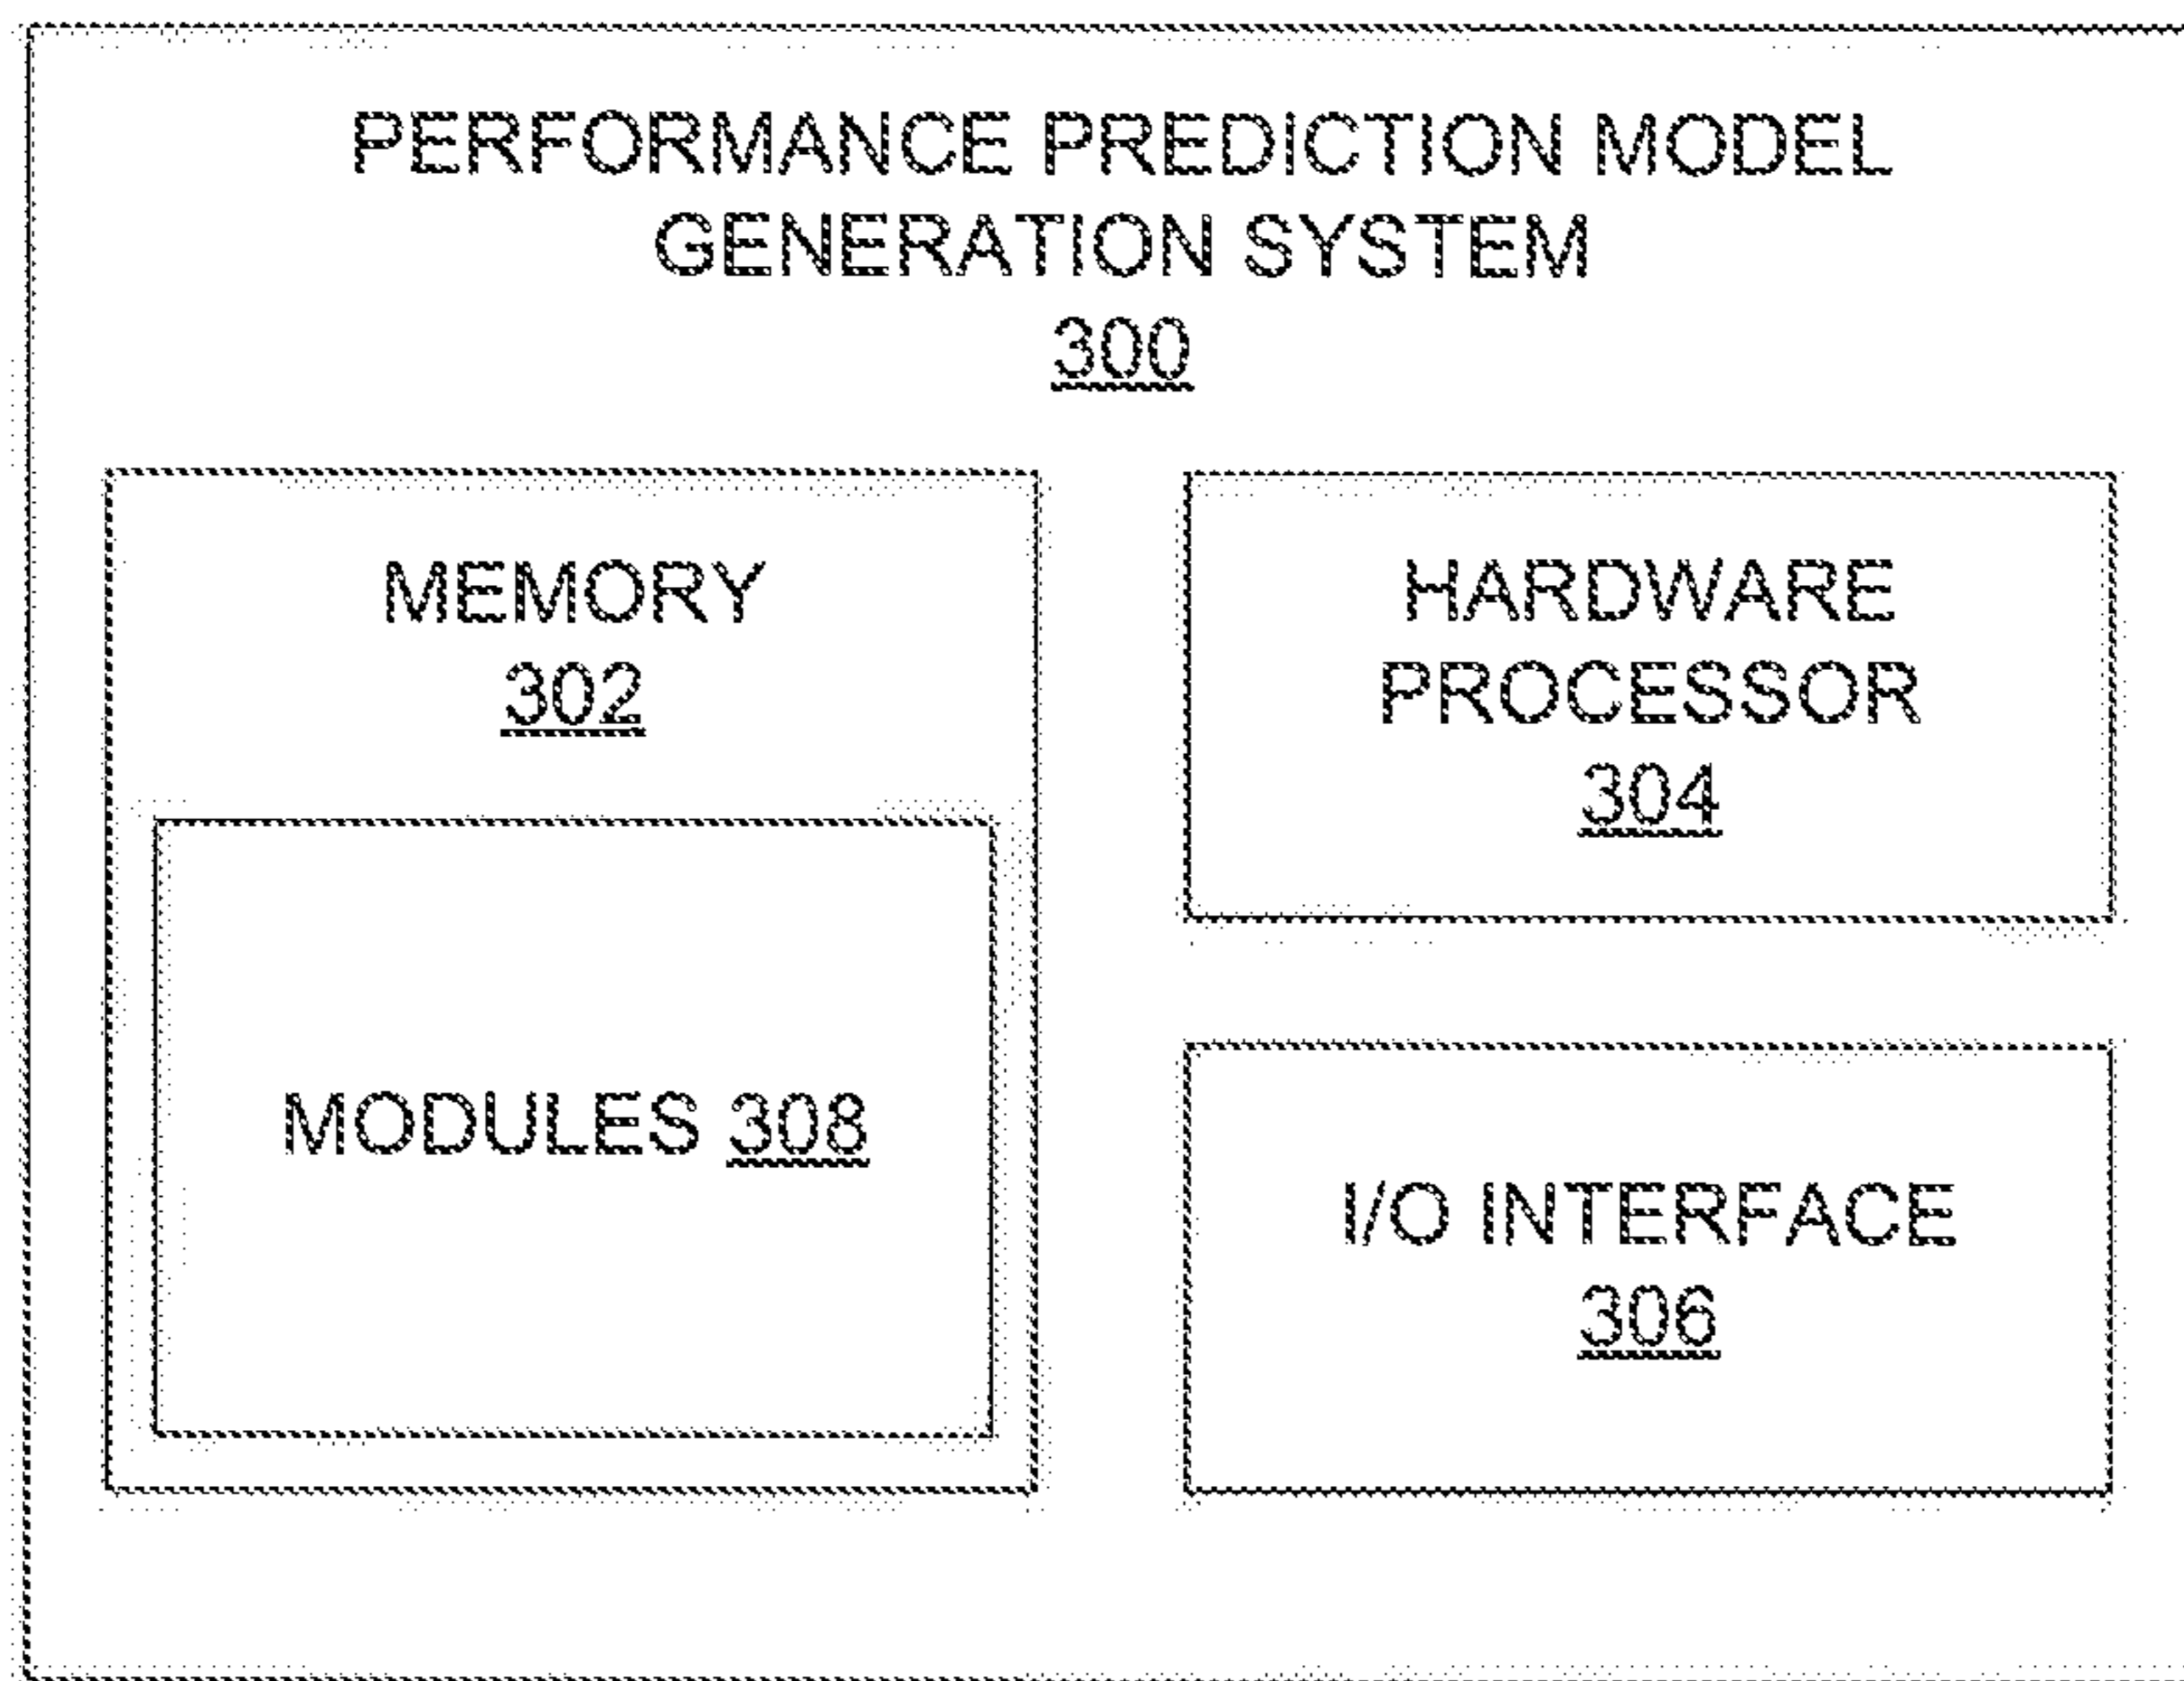 PERFORMANCE PREDICTION MODEL
GENERATION SYSTEM
300
MEMORY
302
MODULES 308
HARDWARE
PROCESSOR
304
I/O INTERFACE
306